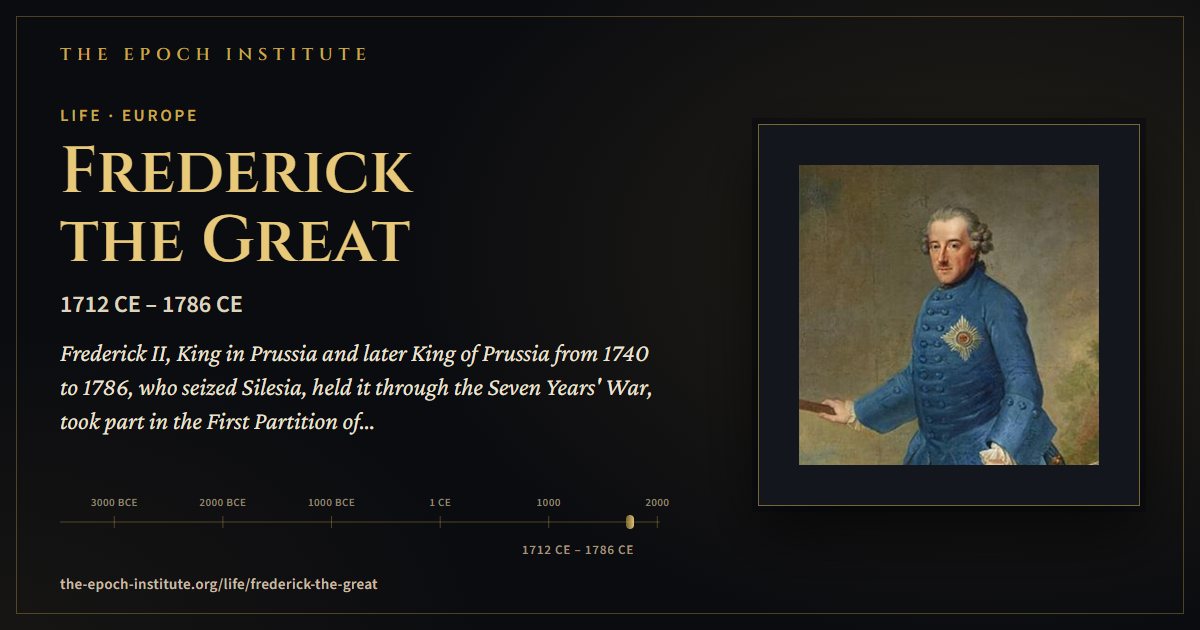 THE EPOCH INSTITUTE
LIFE · EUROPE
FREDERICK
THE GREAT
1712 CE – 1786 CE
Frederick II, King in Prussia and later King of Prussia from 1740
to 1786, who seized Silesia, held it through the Seven Years' War,
took part in the First Partition of...
3000 BCE 2000 BCE 1000 BCE 1 CE 1000 2000
1712 CE – 1786 CE
the-epoch-institute.org/life/frederick-the-great